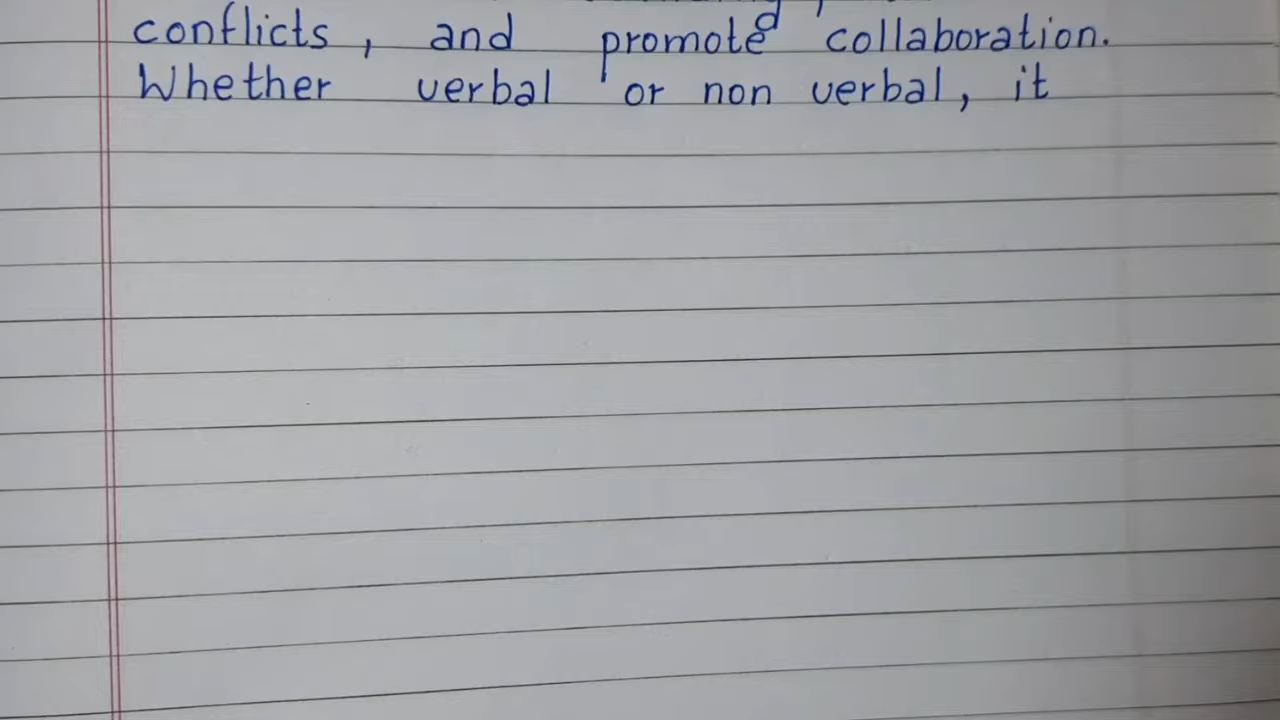 conflicts, and promote collaboration.
Whether verbal or non verbal, it